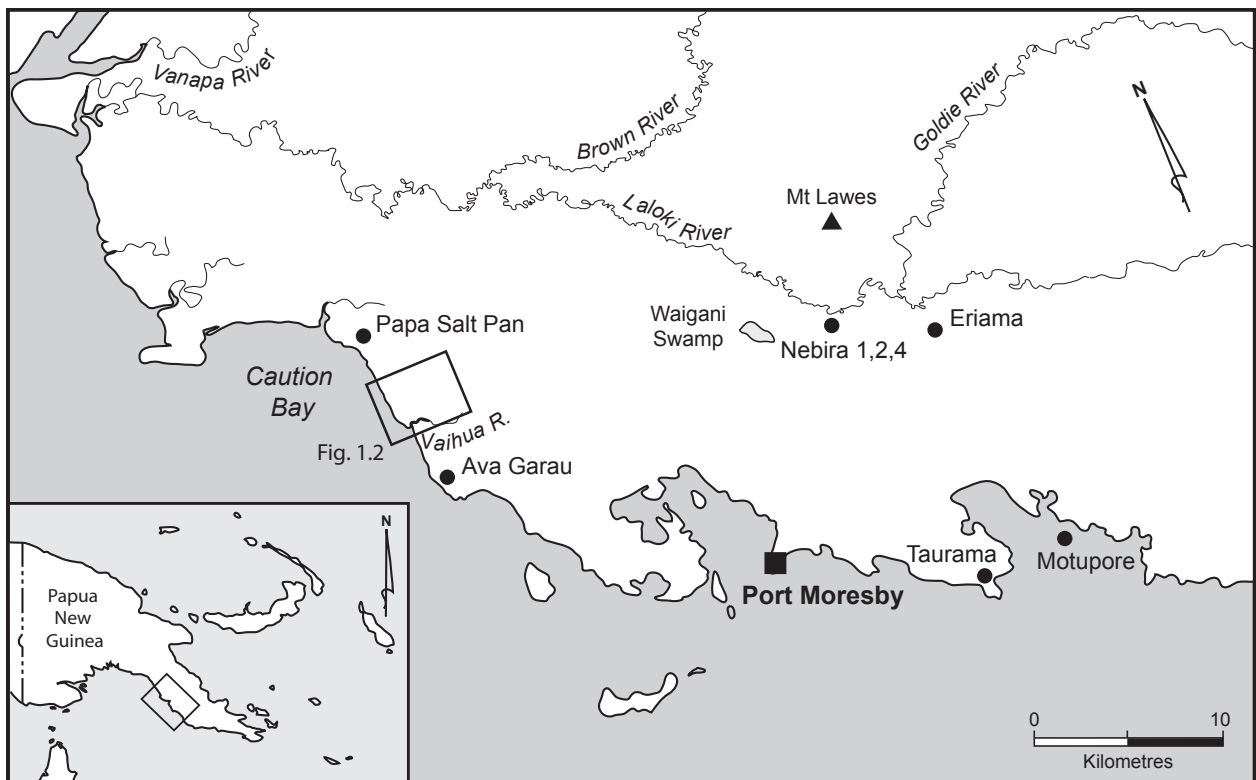 Vanapa River
Brown River
Goldie River
N
Mt Lawes
Laloki River
Waigani
Swamp
Nebira 1,2,4
Eriama
Papa Salt Pan
Caution
Bay
Vaihua R.
Fig. 1.2
Ava Garau
Taurama
Motupore
Port Moresby
N
Papua
New
Guinea
0 10
Kilometres